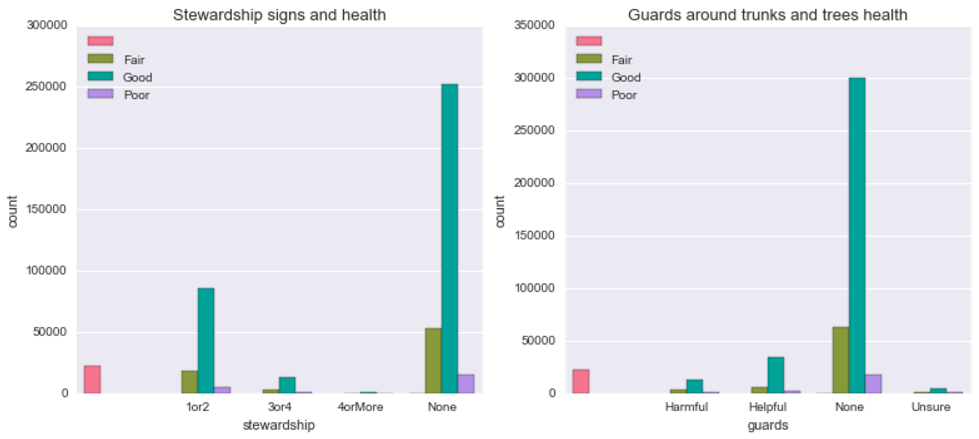 Stewardship signs and health
300000
250000
200000
150000
100000
50000
0
count
Fair
Good
Poor
1or2 3or4 4orMore None
stewardship
Guards around trunks and trees health
350000
300000
250000
200000
150000
100000
50000
0
count
Fair
Good
Poor
Harmful Helpful None Unsure
guards